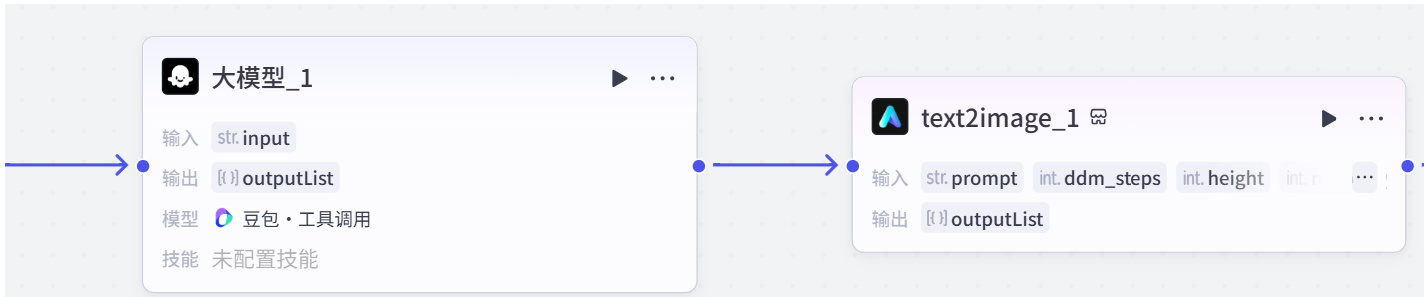 大模型_1
输入 str. input
输出 [{ }] outputList
模型 豆包·工具调用
技能 未配置技能
text2image_1
输入 str. prompt int. ddm_steps int. height int. ...
输出 [{ }] outputList